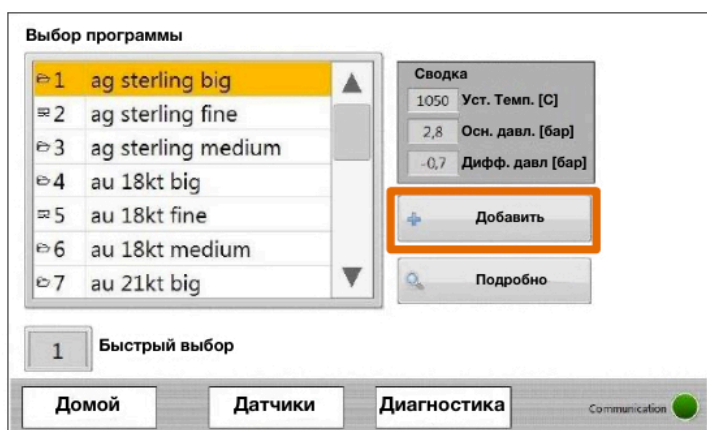 Выбор программы
1 ag sterling big
2 ag sterling fine
3 ag sterling medium
4 au 18kt big
5 au 18kt fine
6 au 18kt medium
7 au 21kt big
Сводка
1050 Уст. Темп. [C]
2,8 Осн. давл. [бар]
-0,7 Дифф. давл [бар]
Добавить
Подробно
1 Быстрый выбор
Домой Датчики Диагностика Communication